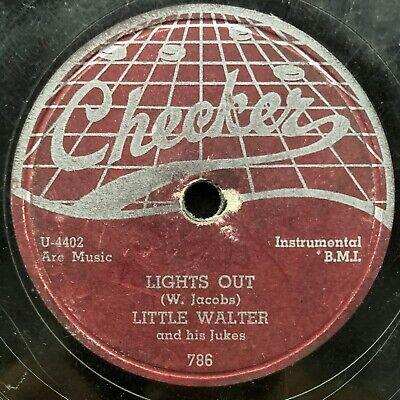 Checker
U-4402
Arc Music
Instrumental
B.M.I.
LIGHTS OUT
(W. Jacobs)
LITTLE WALTER
and his Jukes
786